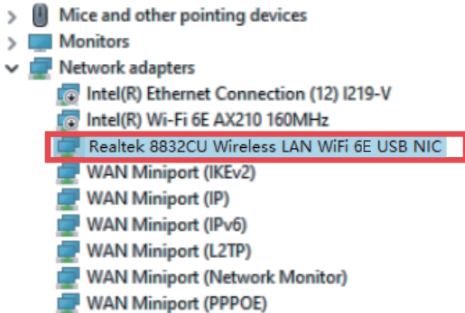 Mice and other pointing devices
Monitors
Network adapters
Intel(R) Ethernet Connection (12) I219-V
Intel(R) Wi-Fi 6E AX210 160MHz
Realtek 8832CU Wireless LAN WiFi 6E USB NIC
WAN Miniport (IKEv2)
WAN Miniport (IP)
WAN Miniport (IPv6)
WAN Miniport (L2TP)
WAN Miniport (Network Monitor)
WAN Miniport (PPPOE)